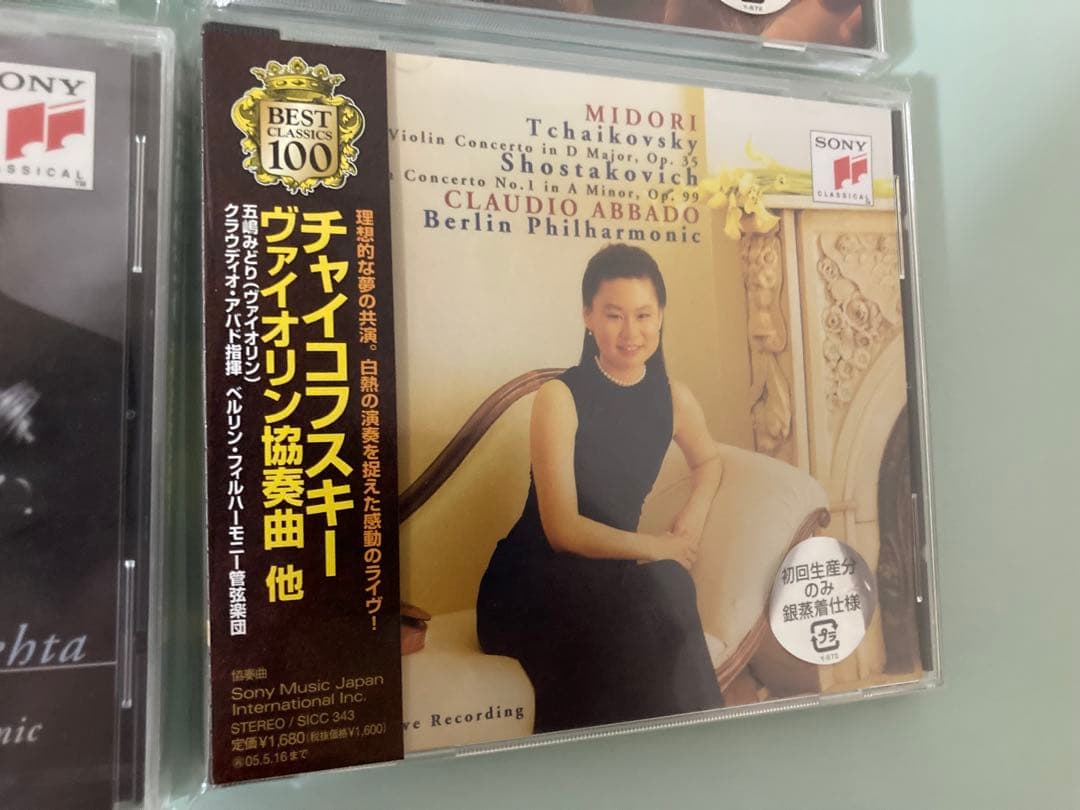 SONY
SSICAL
TM
ehta
nic
BEST
CLASSICS
100
理想的な夢の共演。白熱の演奏を捉えた感動のライヴ!
チャイコフスキー
ヴァイオリン協奏曲 他
五嶋みどり(ヴァイオリン)
クラウディオ・アバド指揮 ベルリン・フィルハーモニー管弦楽団
協奏曲
Sony Music Japan
International Inc.
STEREO / SICC 343
定価¥1,680(税抜価格¥1,600)
05.5.16まで
MIDORI
Tchaikovsky
Violin Concerto in D Major, Op. 35
Shostakovich
Concerto No.1 in A Minor, Op. 99
CLAUDIO ABBADO
Berlin Philharmonic
SONY
CLASSICAL
初回生産分
のみ
銀蒸着仕様
プラ
Y-678
ve Recording